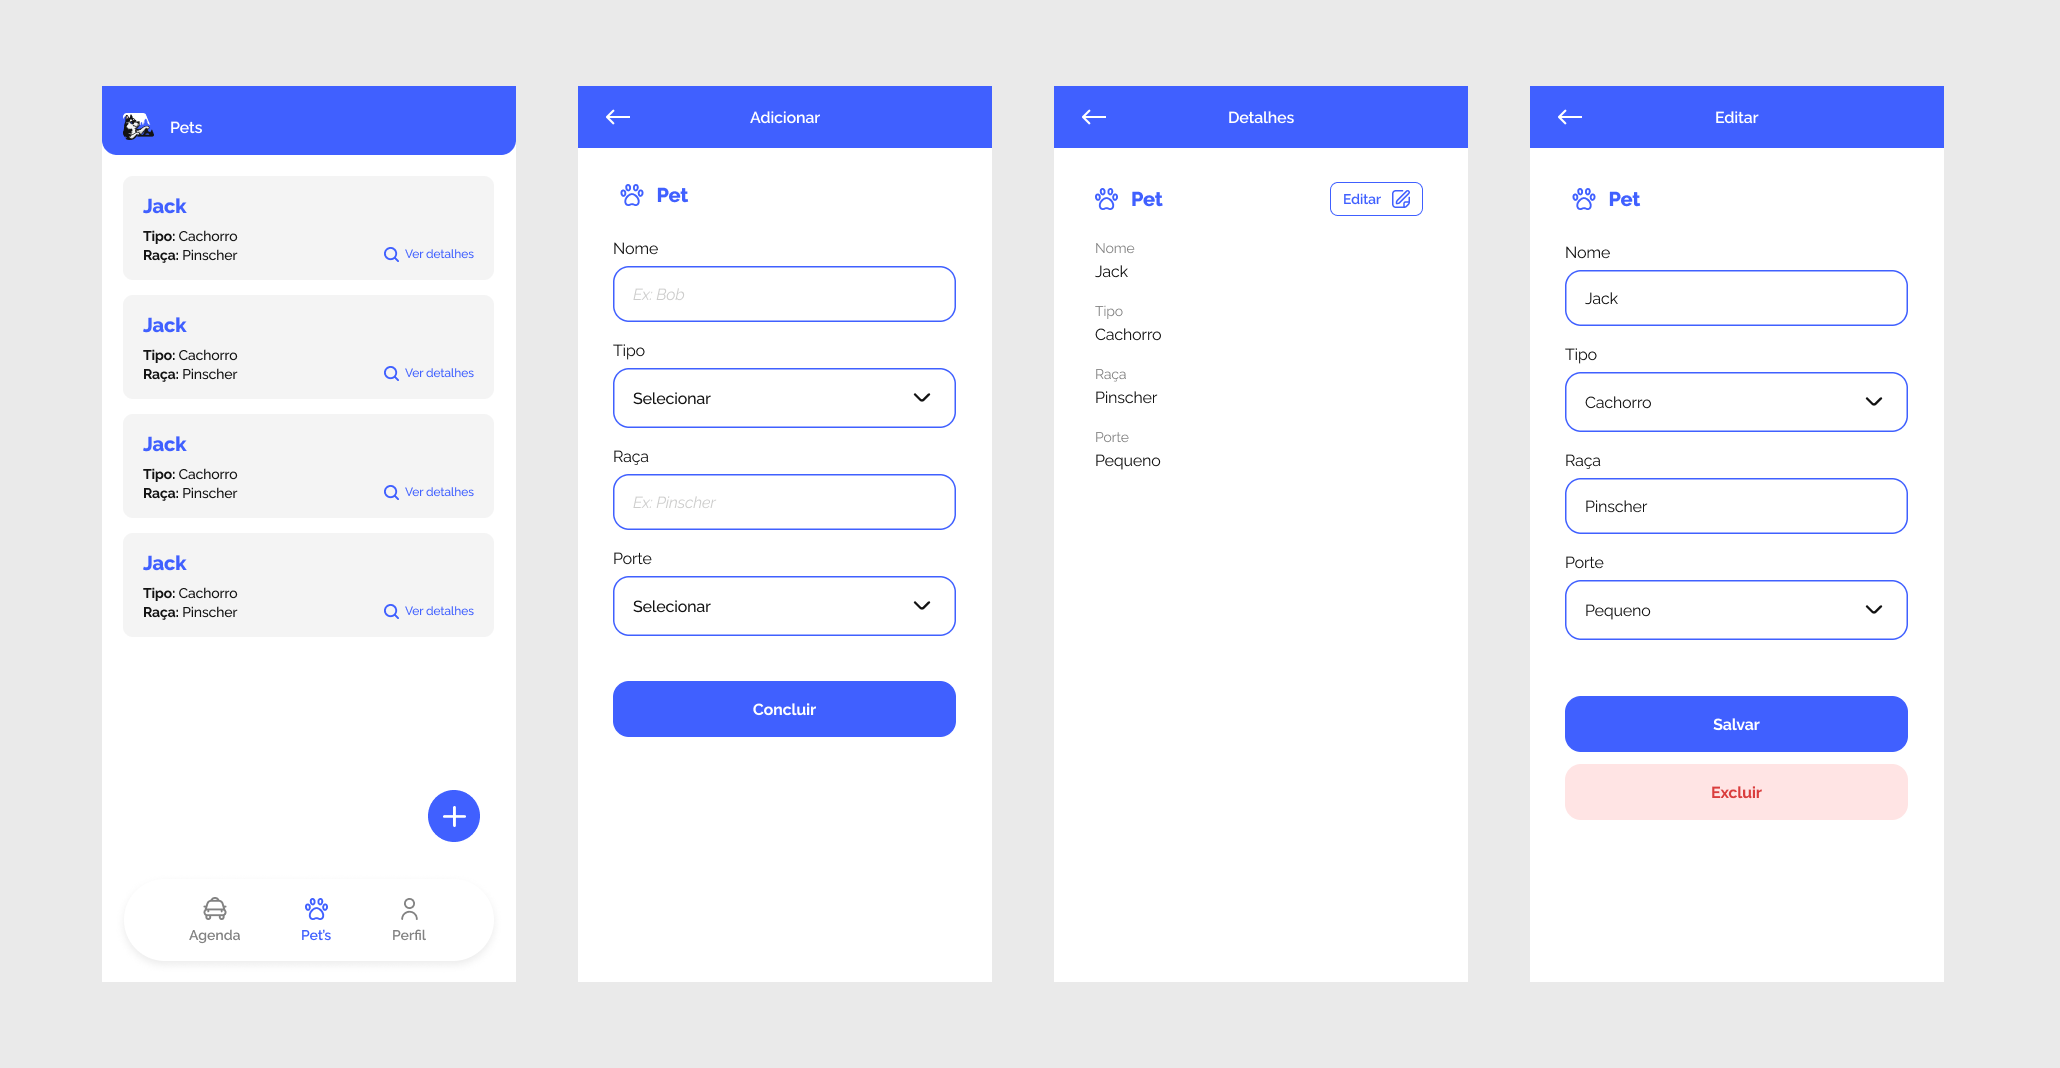 Pets
Jack
Tipo: Cachorro
Raça: Pinscher
Ver detalhes
Jack
Tipo: Cachorro
Raça: Pinscher
Ver detalhes
Jack
Tipo: Cachorro
Raça: Pinscher
Ver detalhes
Jack
Tipo: Cachorro
Raça: Pinscher
Ver detalhes
Agenda
Pet's
Perfil
Adicionar
Pet
Nome
Ex: Bob
Tipo
Selecionar
Raça
Ex: Pinscher
Porte
Selecionar
Concluir
Detalhes
Pet
Editar
Nome
Jack
Tipo
Cachorro
Raça
Pinscher
Porte
Pequeno
Editar
Pet
Nome
Jack
Tipo
Cachorro
Raça
Pinscher
Porte
Pequeno
Salvar
Excluir